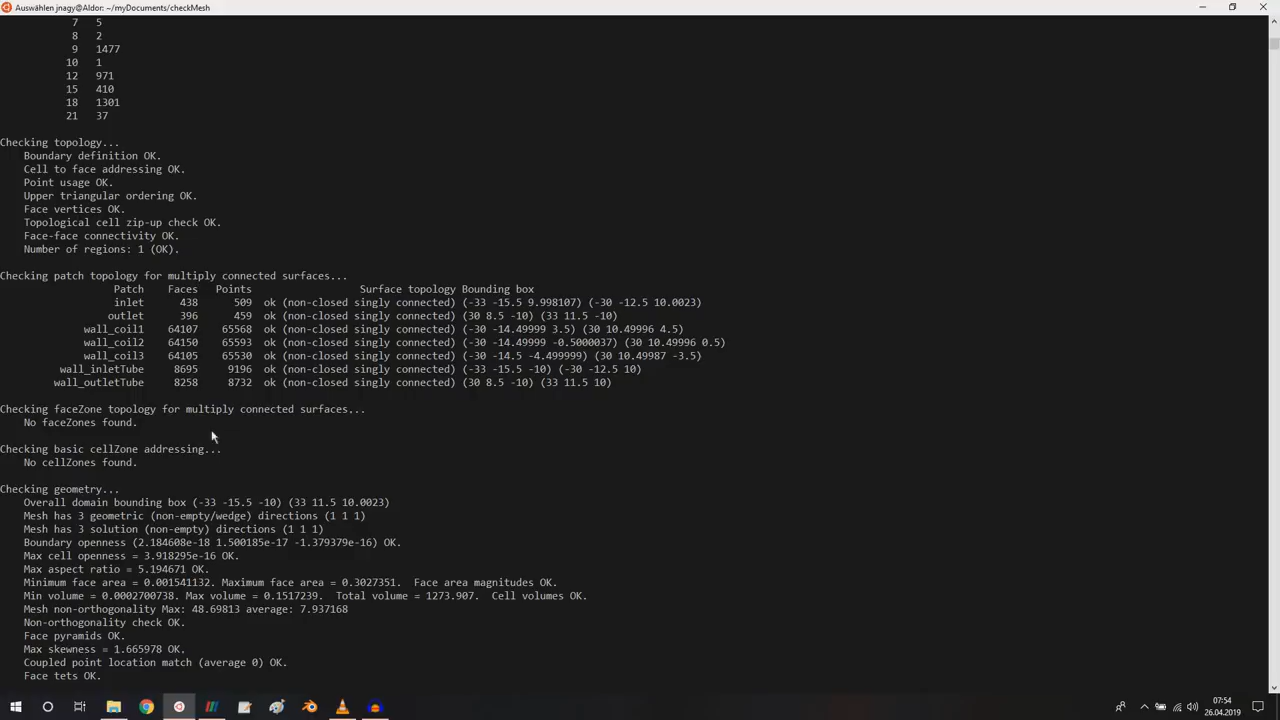 Auswählen jnagy@Aldor: ~/myDocuments/checkMesh
7 5
8 2
9 1477
10 1
12 971
15 410
18 1301
21 37
Checking topology...
Boundary definition OK.
Cell to face addressing OK.
Point usage OK.
Upper triangular ordering OK.
Face vertices OK.
Topological cell zip-up check OK.
Face-face connectivity OK.
Number of regions: 1 (OK).
Checking patch topology for multiply connected surfaces...
Patch Faces Points Surface topology Bounding box
inlet 438 509 ok (non-closed singly connected) (-33 -15.5 9.998107) (-30 -12.5 10.0023)
outlet 396 459 ok (non-closed singly connected) (30 8.5 -10) (33 11.5 -10)
wall_coil1 64107 65568 ok (non-closed singly connected) (-30 -14.49999 3.5) (30 10.49996 4.5)
wall_coil2 64150 65593 ok (non-closed singly connected) (-30 -14.49999 -0.5000037) (30 10.49996 0.5)
wall_coil3 64105 65530 ok (non-closed singly connected) (-30 -14.5 -4.499999) (30 10.49987 -3.5)
wall_inletTube 8695 9196 ok (non-closed singly connected) (-33 -15.5 -10) (-30 -12.5 10)
wall_outletTube 8258 8732 ok (non-closed singly connected) (30 8.5 -10) (33 11.5 10)
Checking faceZone topology for multiply connected surfaces...
No faceZones found.
Checking basic cellZone addressing...
No cellZones found.
Checking geometry...
Overall domain bounding box (-33 -15.5 -10) (33 11.5 10.0023)
Mesh has 3 geometric (non-empty/wedge) directions (1 1 1)
Mesh has 3 solution (non-empty) directions (1 1 1)
Boundary openness (2.184608e-18 1.500185e-17 -1.379379e-16) OK.
Max cell openness = 3.918295e-16 OK.
Max aspect ratio = 5.194671 OK.
Minimum face area = 0.001541132. Maximum face area = 0.3027351. Face area magnitudes OK.
Min volume = 0.0002700738. Max volume = 0.1517239. Total volume = 1273.907. Cell volumes OK.
Mesh non-orthogonality Max: 48.69813 average: 7.937168
Non-orthogonality check OK.
Face pyramids OK.
Max skewness = 1.665978 OK.
Coupled point location match (average 0) OK.
Face tets OK.
07:54
26.04.2019